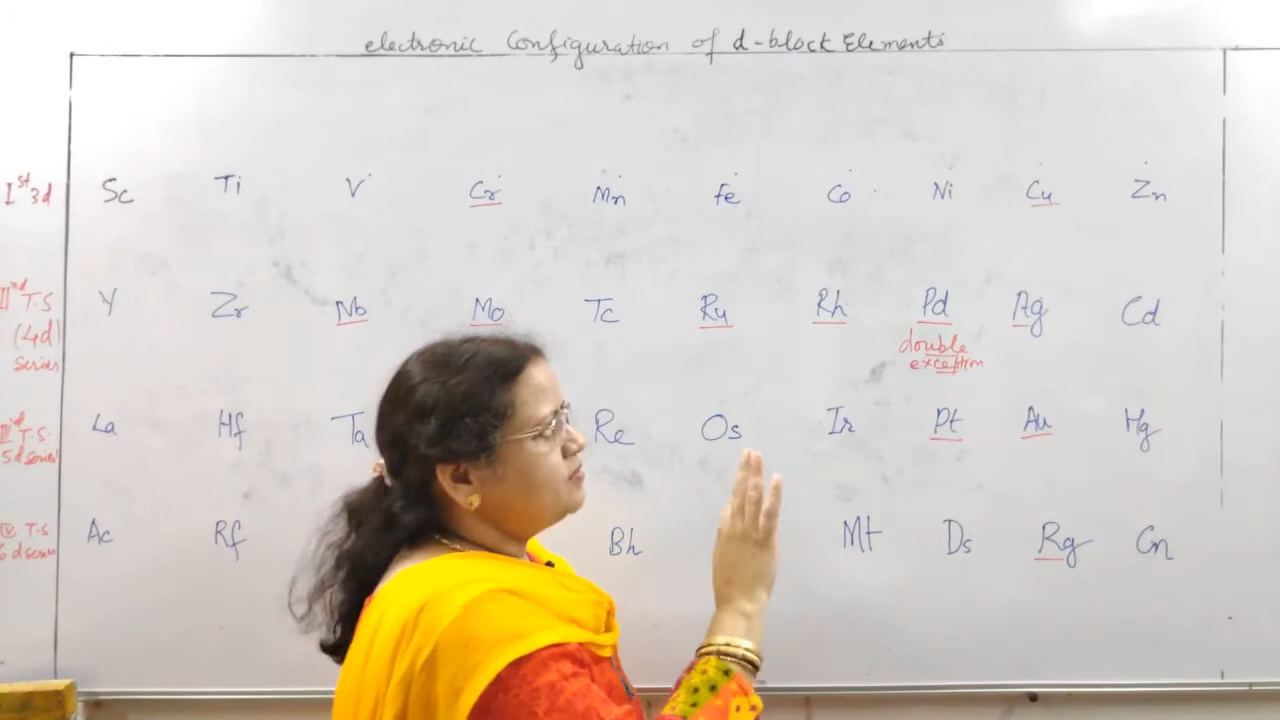 electronic Configuration of d-block Elements
Ist 3d Sc Ti V Cr Mn Fe Co Ni Cu Zn
IInd T.S Y Zr Nb Mo Tc Ru Rh Pd Ag Cd
(4d) double
series exception
T.S. La Hf Ta Re Os Ir Pt Au Hg
5d series
IV T.S Ac Rf Bh Mt Ds Rg Cn
6d series